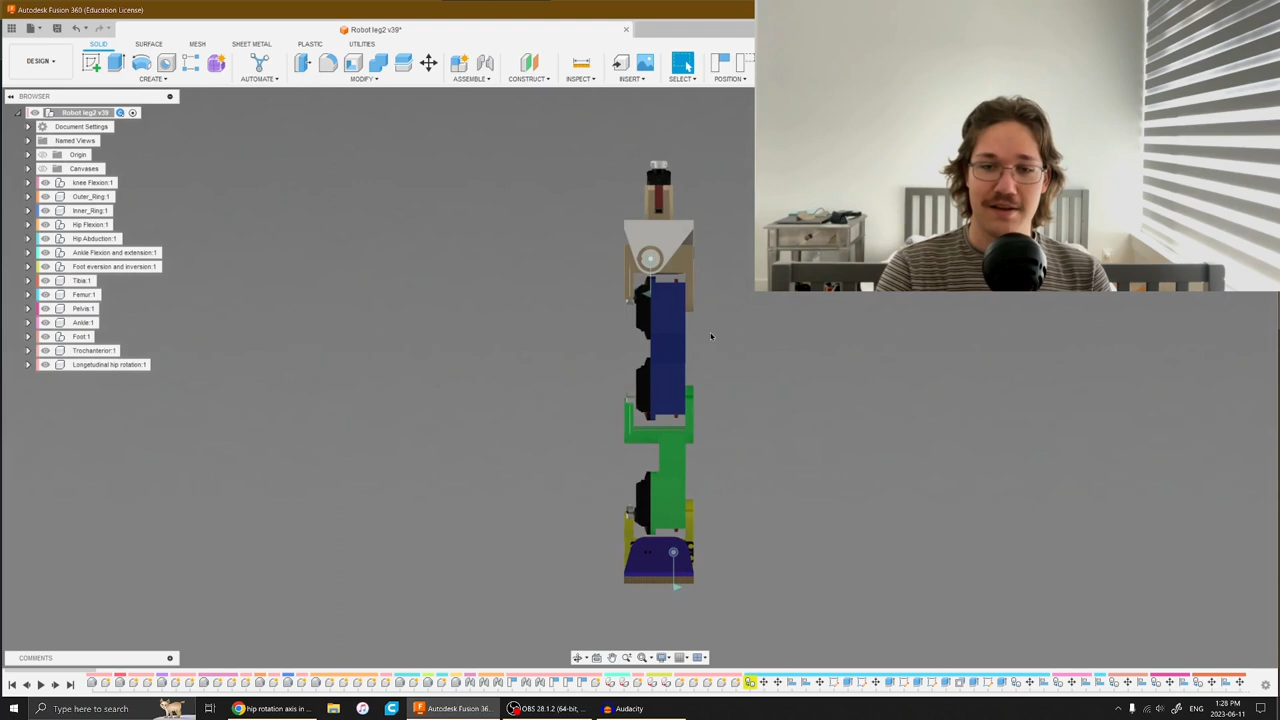 Autodesk Fusion 360 (Education License)
Robot leg2 v39*
SOLID SURFACE MESH SHEET METAL PLASTIC UTILITIES
DESIGN
CREATE AUTOMATE MODIFY ASSEMBLE CONSTRUCT INSPECT INSERT SELECT POSITION
BROWSER
Robot leg2 v39
Document Settings
Named Views
Origin
Canvases
knee Flexion:1
Outer_Ring:1
Inner_Ring:1
Hip Flexion:1
Hip Abduction:1
Ankle Flexion and extension:1
Foot eversion and inversion:1
Tibia:1
Femur:1
Pelvis:1
Ankle:1
Foot:1
Trochanterior:1
Longetudinal hip rotation:1
COMMENTS
Type here to search
hip rotation axis in ...
Autodesk Fusion 36...
OBS 28.1.2 (64-bit, ...
Audacity
ENG
1:28 PM
2023-06-11